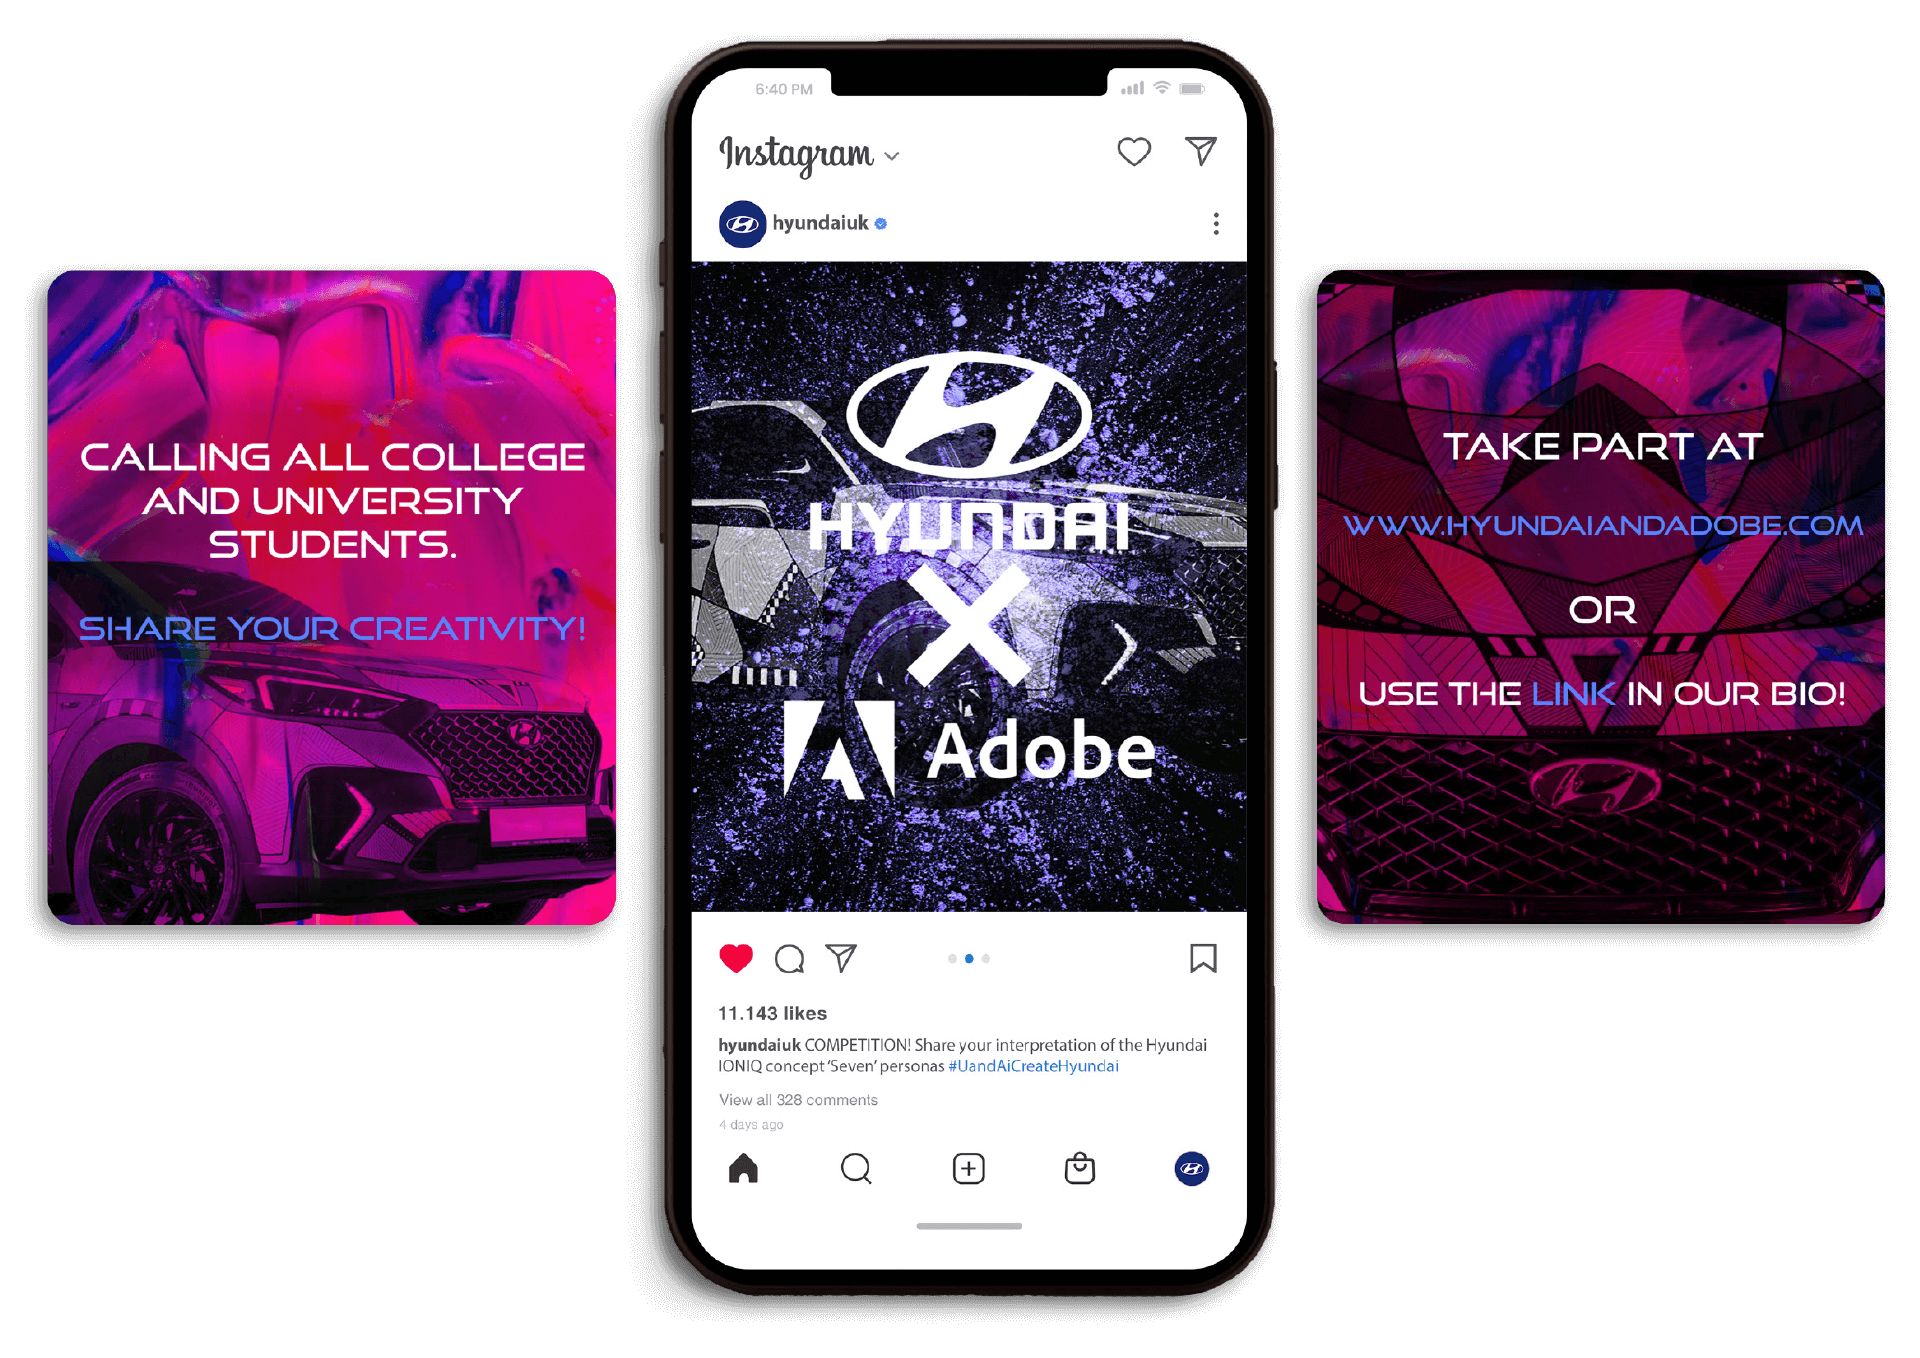 CALLING ALL COLLEGE
AND UNIVERSITY
STUDENTS.
SHARE YOUR CREATIVITY!
6:40 PM
Instagram
hyundaiuk
HYUNDAI
Adobe
11.143 likes
hyundaiuk COMPETITION! Share your interpretation of the Hyundai
IONIQ concept ‘Seven’ personas #UandAiCreateHyundai
View all 328 comments
4 days ago
TAKE PART AT
WWW.HYUNDAIANDADOBE.COM
OR
USE THE LINK IN OUR BIO!